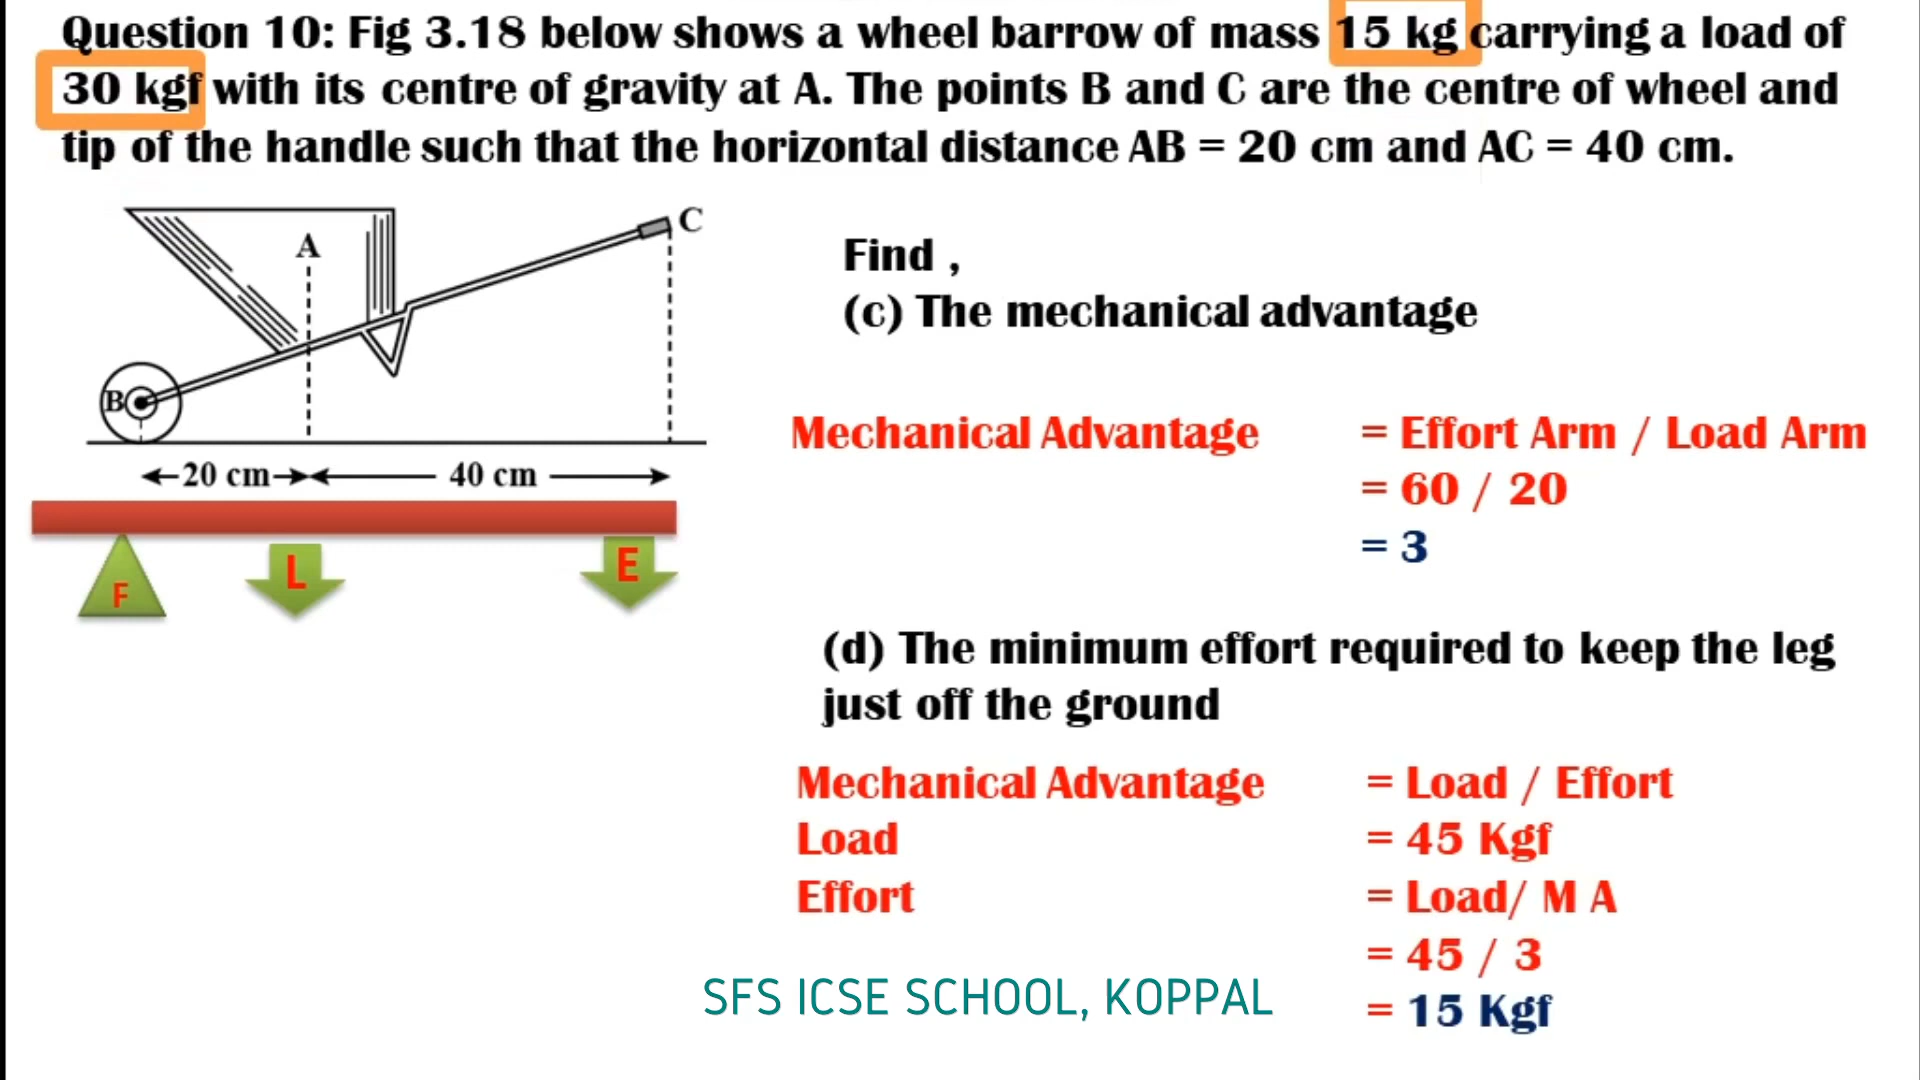 Question 10: Fig 3.18 below shows a wheel barrow of mass 15 kg carrying a load of
30 kgf with its centre of gravity at A. The points B and C are the centre of wheel and
tip of the handle such that the horizontal distance AB = 20 cm and AC = 40 cm.
C
A
B
20 cm 40 cm
F
L
E
Find ,
(c) The mechanical advantage
Mechanical Advantage = Effort Arm / Load Arm
= 60 / 20
= 3
(d) The minimum effort required to keep the leg
just off the ground
Mechanical Advantage = Load / Effort
Load = 45 Kgf
Effort = Load/ M A
= 45 / 3
= 15 Kgf
SFS ICSE SCHOOL, KOPPAL